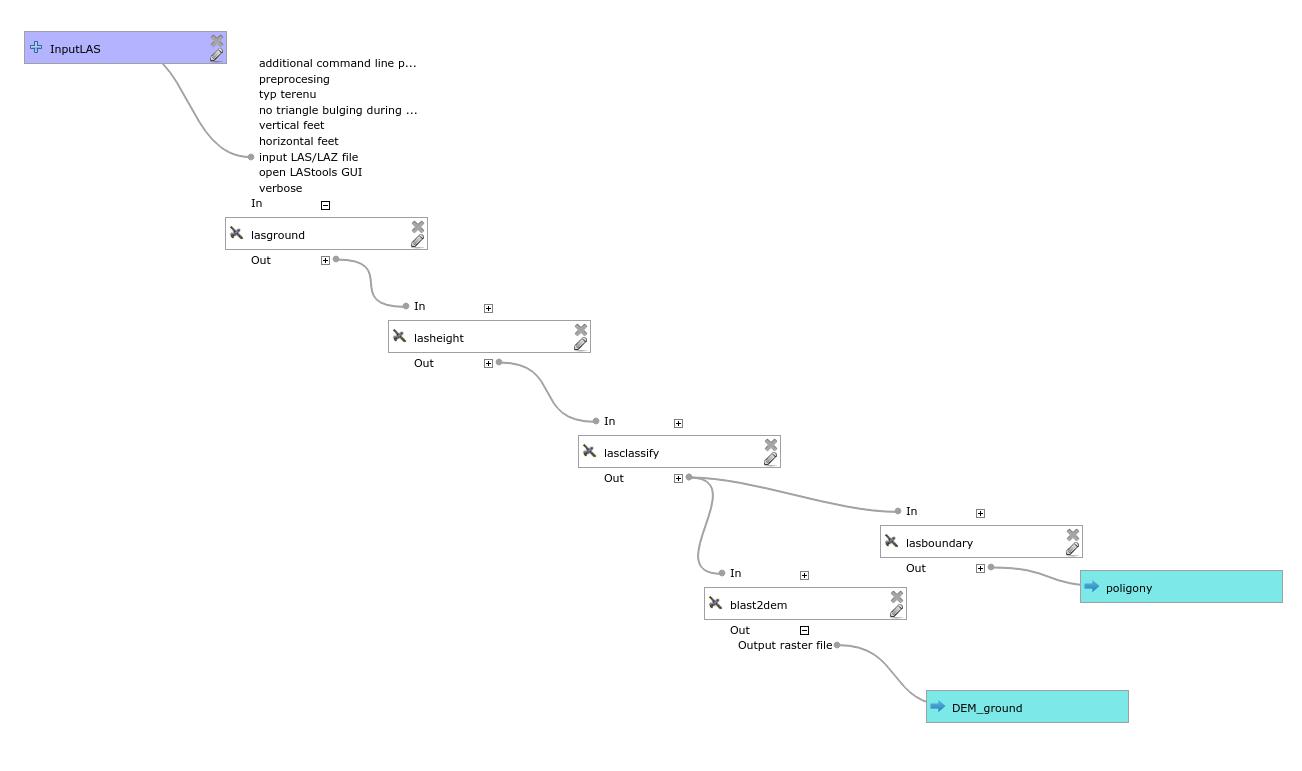 InputLAS
additional command line p...
preprocesing
typ terenu
no triangle bulging during ...
vertical feet
horizontal feet
input LAS/LAZ file
open LAStools GUI
verbose
In
lasground
Out
In
lasheight
Out
In
lasclassify
Out
In
lasboundary
Out
poligony
In
blast2dem
Out
Output raster file
DEM_ground